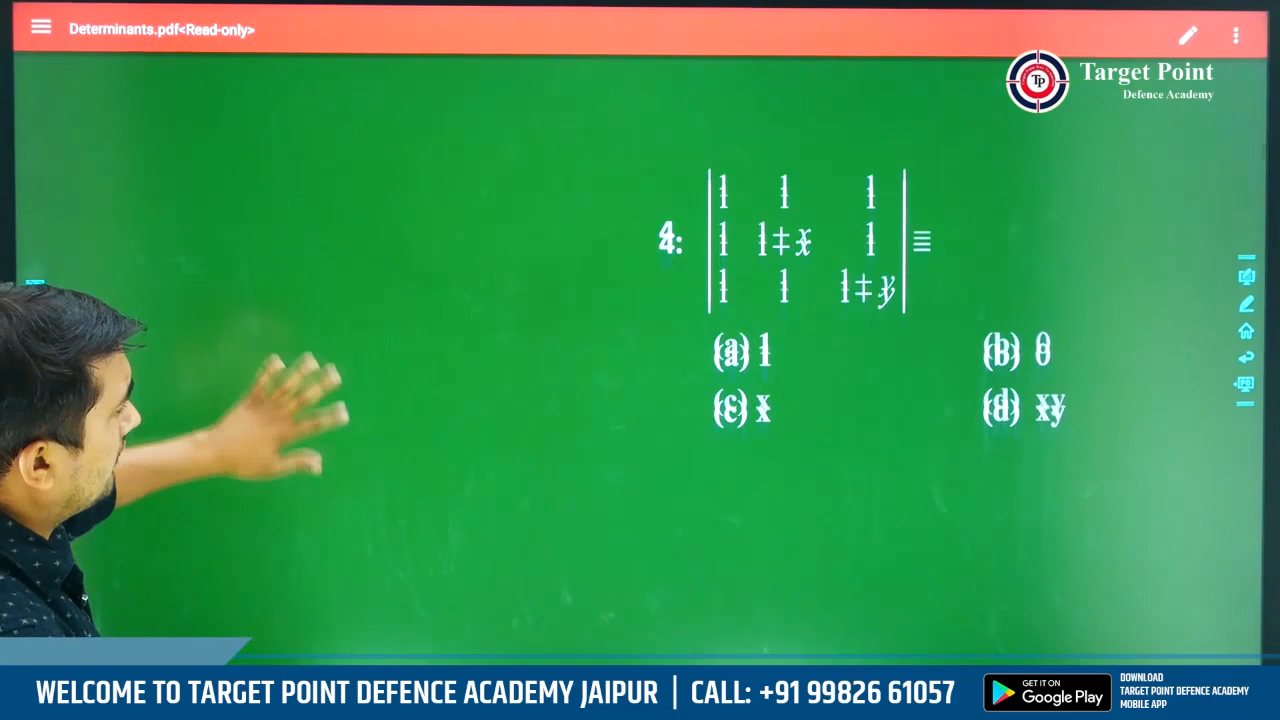 Determinants.pdf<Read-only>
TP
Target Point
Defence Academy
4. | 1 1 1 |
| 1 1 + x 1 | =
| 1 1 1 + y |
(a) 1 (b) 0
(c) x (d) xy
WELCOME TO TARGET POINT DEFENCE ACADEMY JAIPUR | CALL: +91 99826 61057
GET IT ON
Google Play
DOWNLOAD
TARGET POINT DEFENCE ACADEMY
MOBILE APP